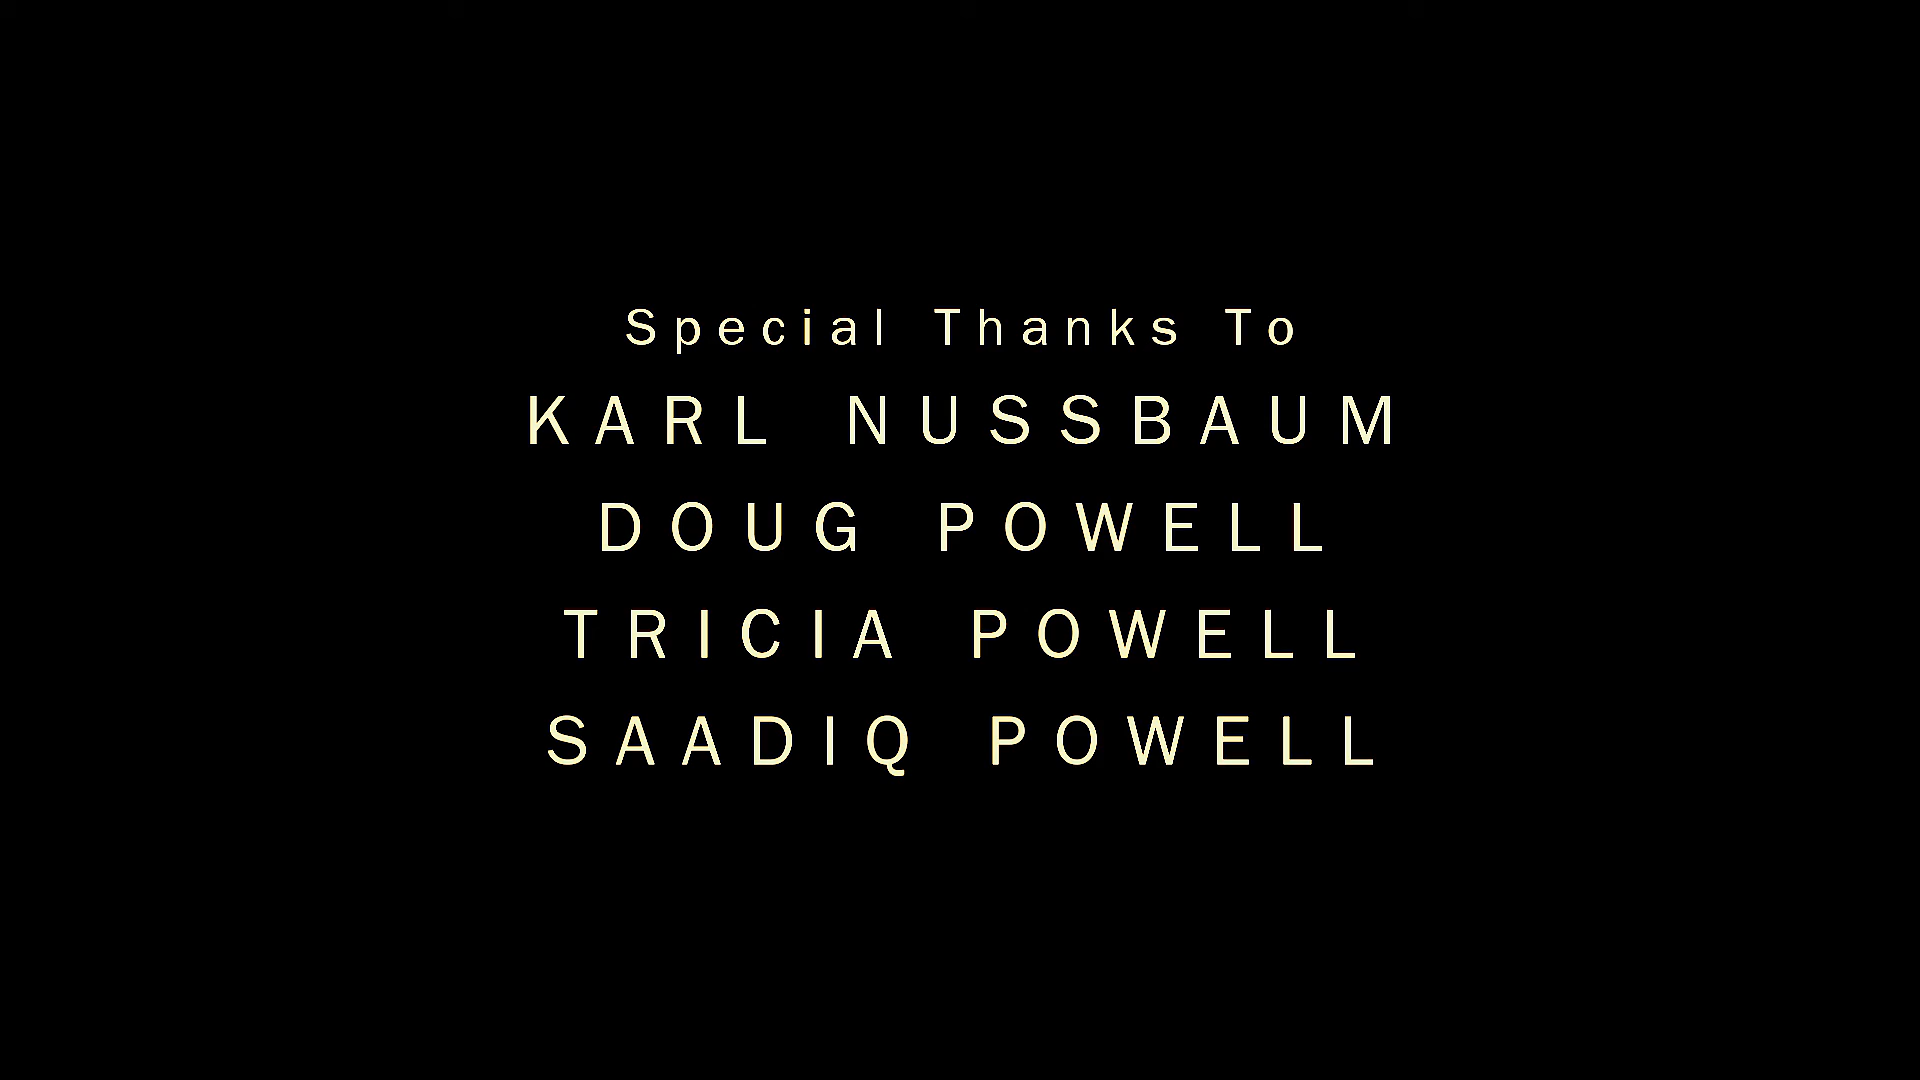 Special Thanks To
KARL NUSSBAUM
DOUG POWELL
TRICIA POWELL
SAADIQ POWELL